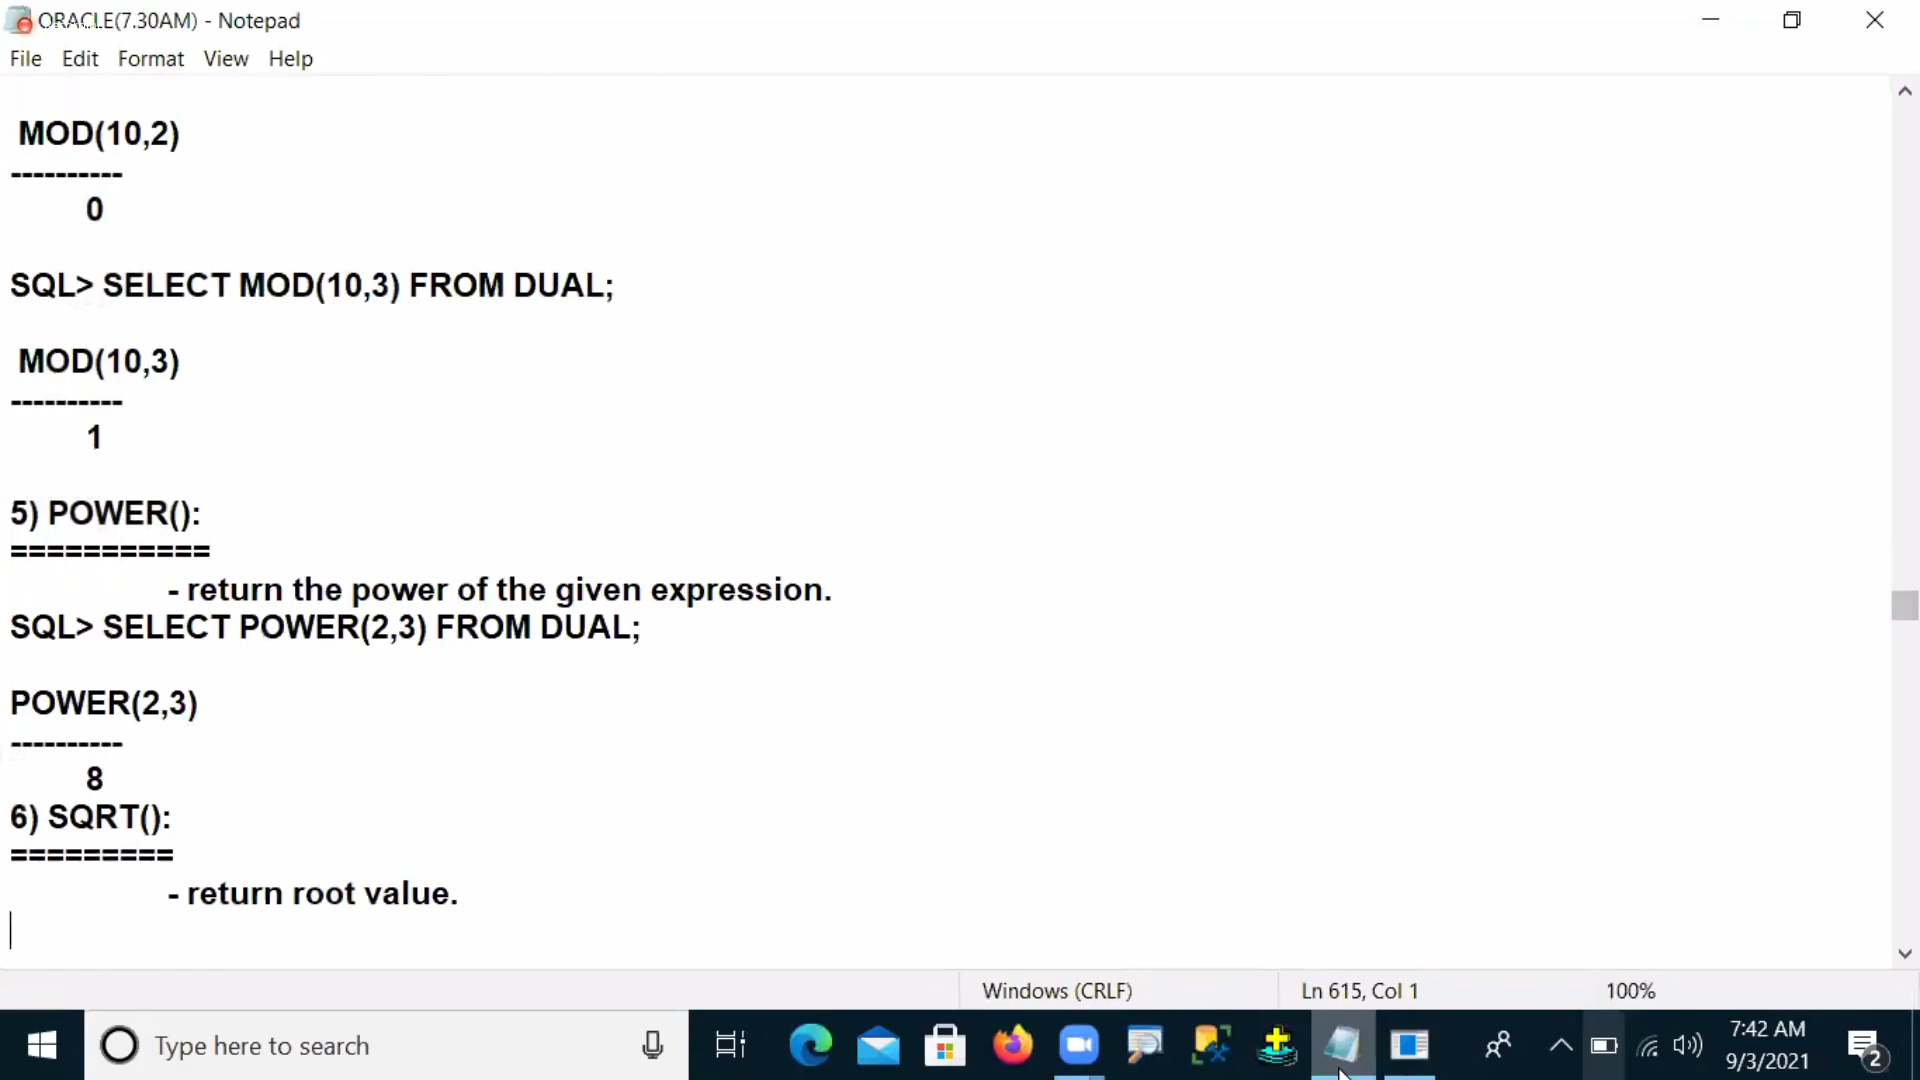 ORACLE(7.30AM) - Notepad
File Edit Format View Help
MOD(10,2)
----------
0
SQL> SELECT MOD(10,3) FROM DUAL;
MOD(10,3)
----------
1
5) POWER():
===========
- return the power of the given expression.
SQL> SELECT POWER(2,3) FROM DUAL;
POWER(2,3)
----------
8
6) SQRT():
=========
- return root value.
Windows (CRLF) Ln 615, Col 1 100%
Type here to search
7:42 AM
9/3/2021
2